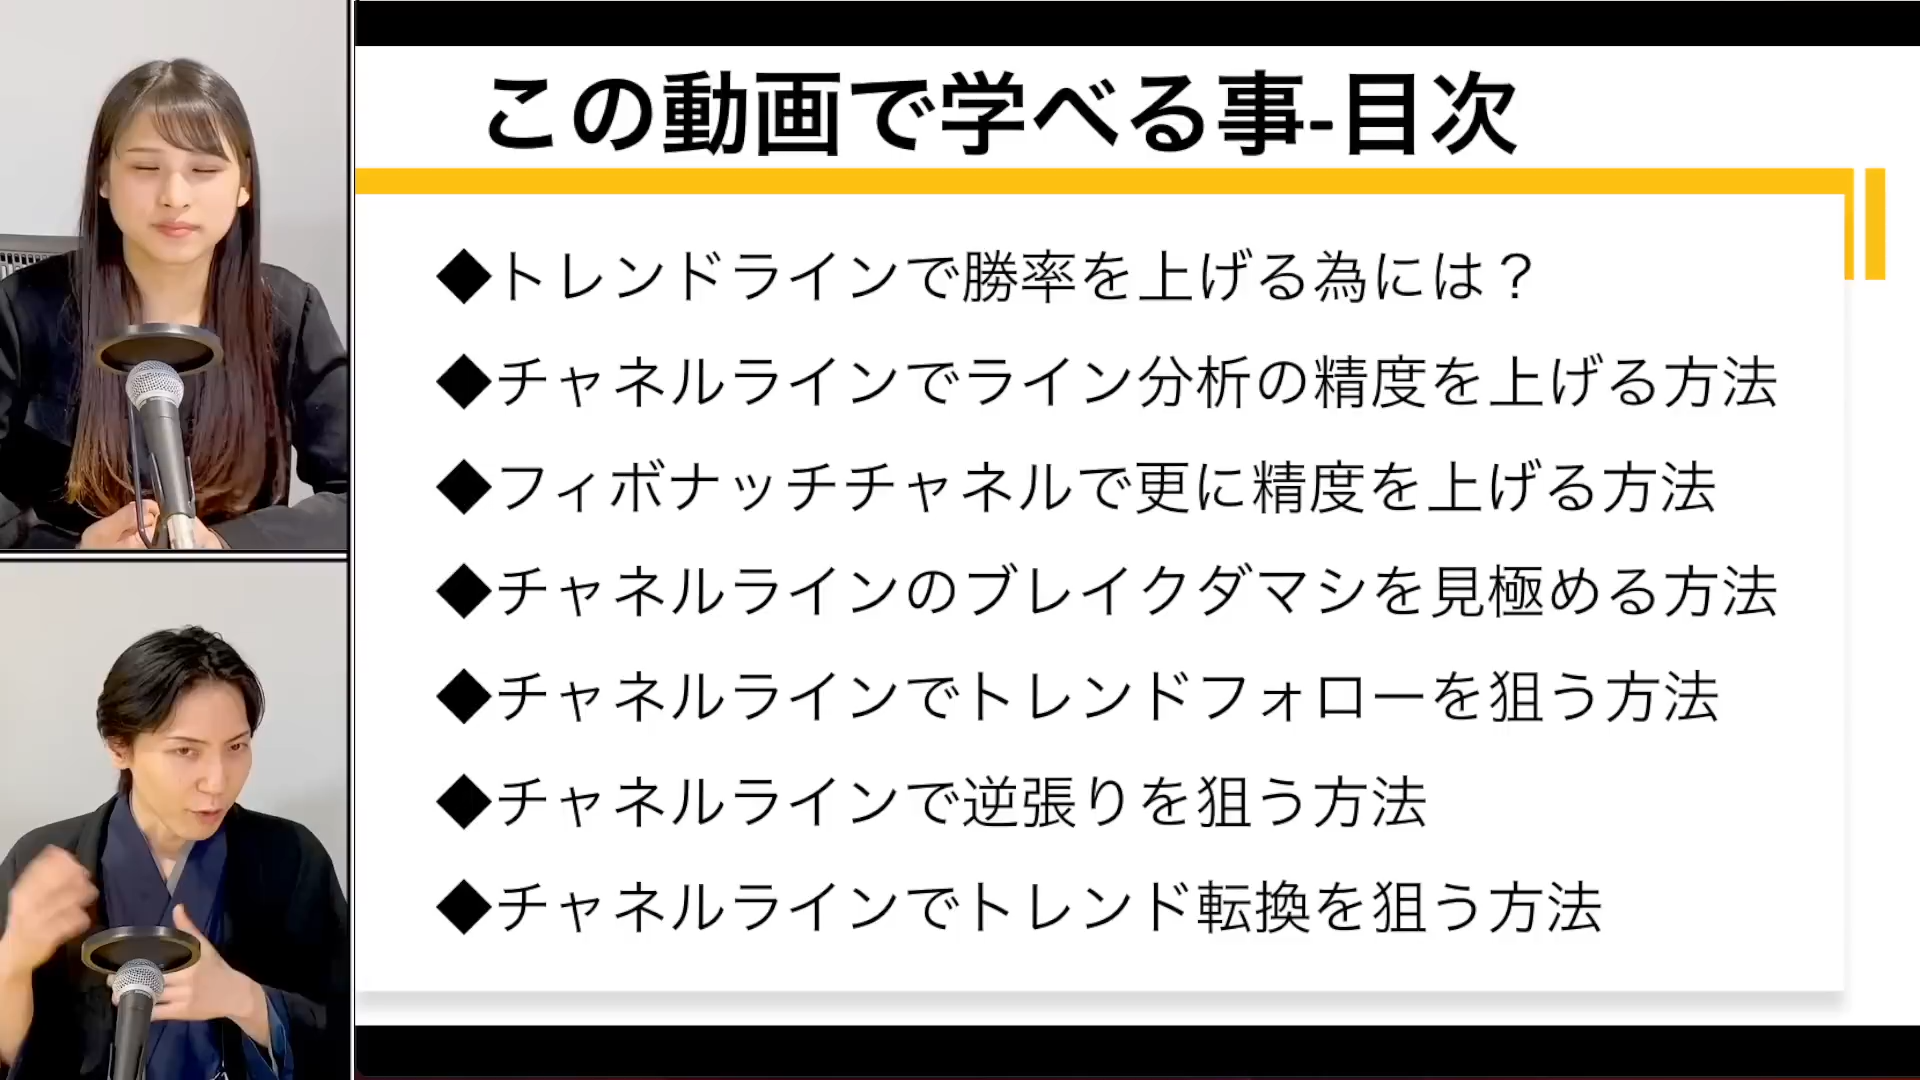 この動画で学べる事-目次
◆トレンドラインで勝率を上げる為には？
◆チャネルラインでライン分析の精度を上げる方法
◆フィボナッチチャネルで更に精度を上げる方法
◆チャネルラインのブレイクダマシを見極める方法
◆チャネルラインでトレンドフォローを狙う方法
◆チャネルラインで逆張りを狙う方法
◆チャネルラインでトレンド転換を狙う方法